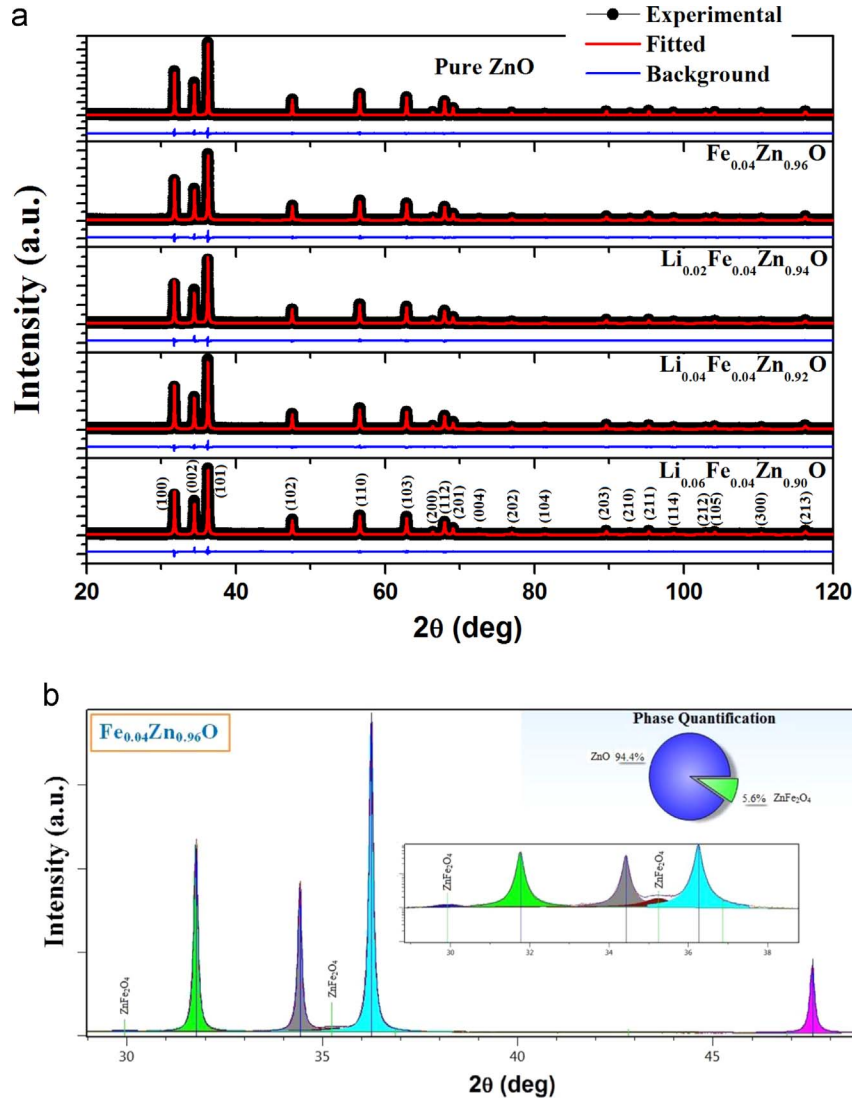 a
Experimental
Fitted
Background
Pure ZnO
Fe0.04Zn0.96O
Li0.02Fe0.04Zn0.94O
Li0.04Fe0.04Zn0.92O
Li0.06Fe0.04Zn0.90O
(100) (002) (101) (102) (110) (103) (200) (112) (201) (004) (202) (104) (203) (210) (211) (114) (212) (105) (300) (213)
Intensity (a.u.)
20 40 60 80 100 120
2θ (deg)
b
Fe0.04Zn0.96O
Phase Quantification
ZnO 94.4%
5.6% ZnFe2O4
ZnFe2O4 ZnFe2O4
30 32 34 36 38
ZnFe2O4 ZnFe2O4
Intensity (a.u.)
30 35 40 45
2θ (deg)